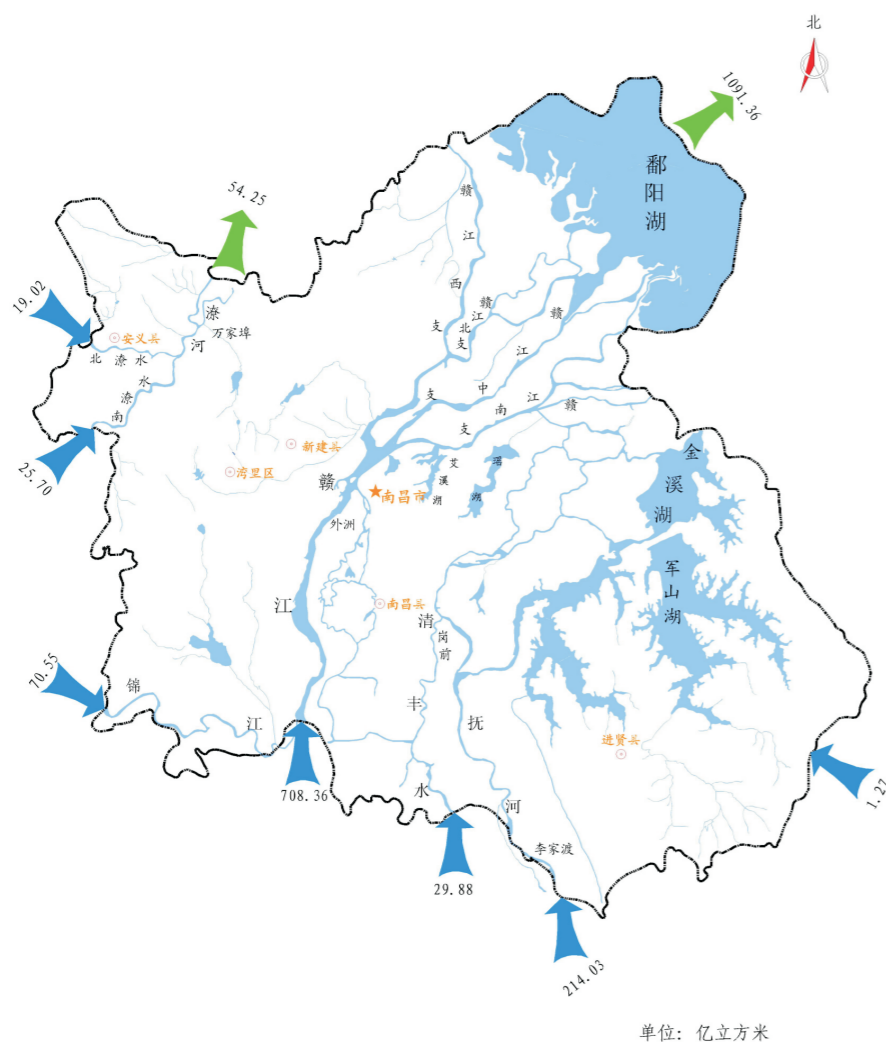 北
1091.36
鄱阳湖
54.25
赣江西支
19.02
潦河
万家埠
安义县
北潦水
赣江北支
赣江中支
南潦水
赣江南支
25.70
新建县
湾里区
赣江
南昌市
艾溪湖
瑶湖
金溪湖
外洲
军山湖
南昌县
清丰水
岗前
70.55
锦江
抚河
进贤县
708.36
1.27
李家渡
29.88
214.03
单位: 亿立方米